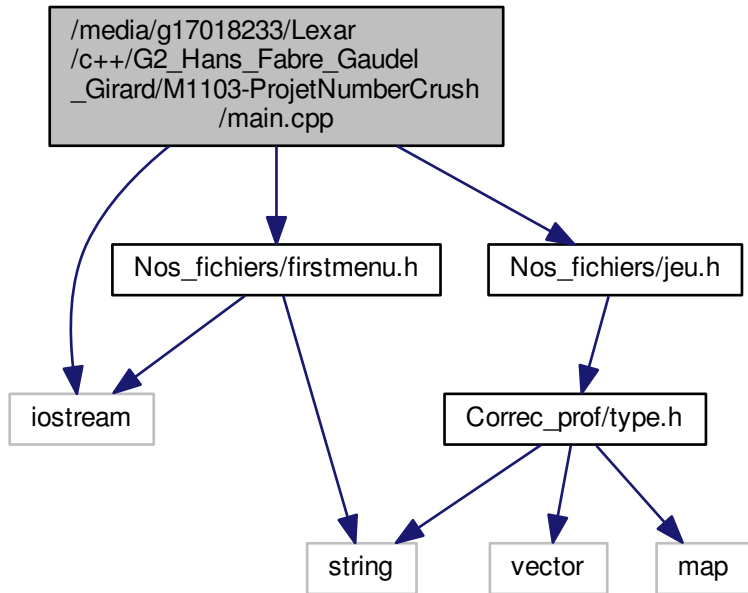 /media/g17018233/Lexar
/c++/G2_Hans_Fabre_Gaudel
_Girard/M1103-ProjetNumberCrush
/main.cpp
Nos_fichiers/firstmenu.h
Nos_fichiers/jeu.h
iostream
Correc_prof/type.h
string
vector
map